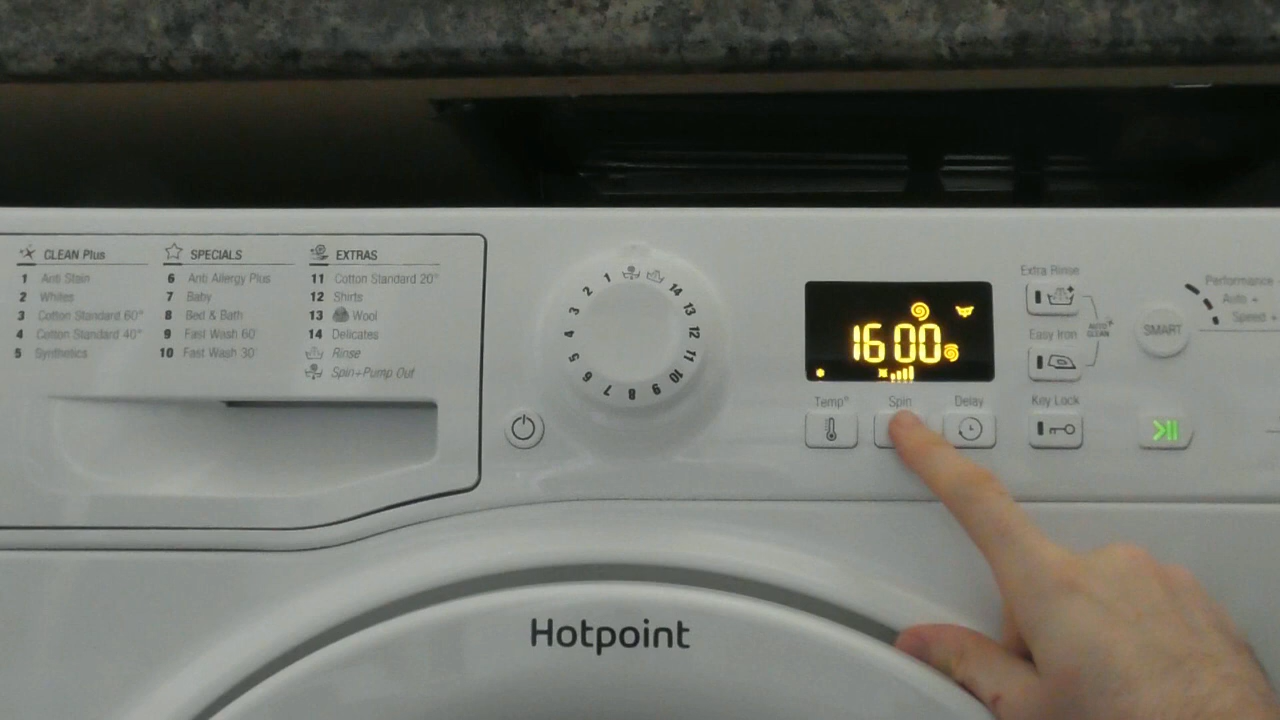 CLEAN Plus
1 Anti Stain
2 Whites
3 Cotton Standard 60°
4 Cotton Standard 40°
5 Synthetics
SPECIALS
6 Anti Allergy Plus
7 Baby
8 Bed & Bath
9 Fast Wash 60'
10 Fast Wash 30'
EXTRAS
11 Cotton Standard 20°
12 Shirts
13 Wool
14 Delicates
Rinse
Spin+Pump Out
1
2
3
4
5
6
7
8
9
10
11
12
13
14
1600
Temp°
Spin
Delay
Extra Rinse
Easy Iron
AUTO CLEAN
Key Lock
SMART
Performance
Auto +
Speed +
Hotpoint